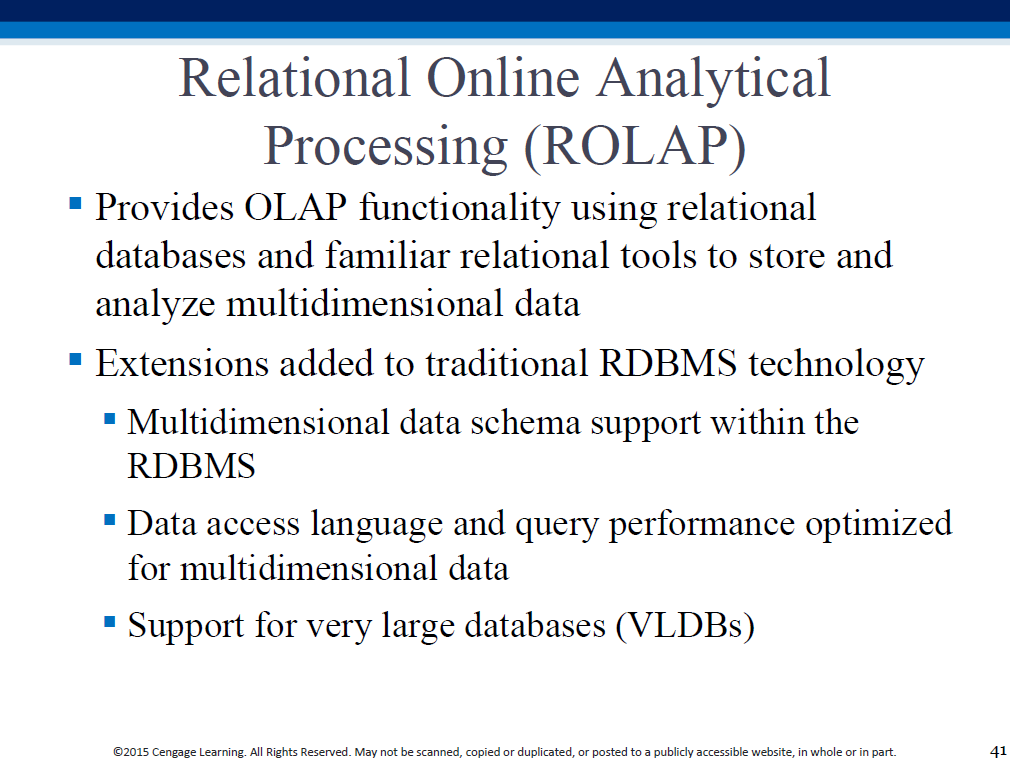 Relational Online Analytical
Processing (ROLAP)
▪ Provides OLAP functionality using relational
databases and familiar relational tools to store and
analyze multidimensional data
▪ Extensions added to traditional RDBMS technology
▪ Multidimensional data schema support within the
RDBMS
▪ Data access language and query performance optimized
for multidimensional data
▪ Support for very large databases (VLDBs)
©2015 Cengage Learning. All Rights Reserved. May not be scanned, copied or duplicated, or posted to a publicly accessible website, in whole or in part.
41